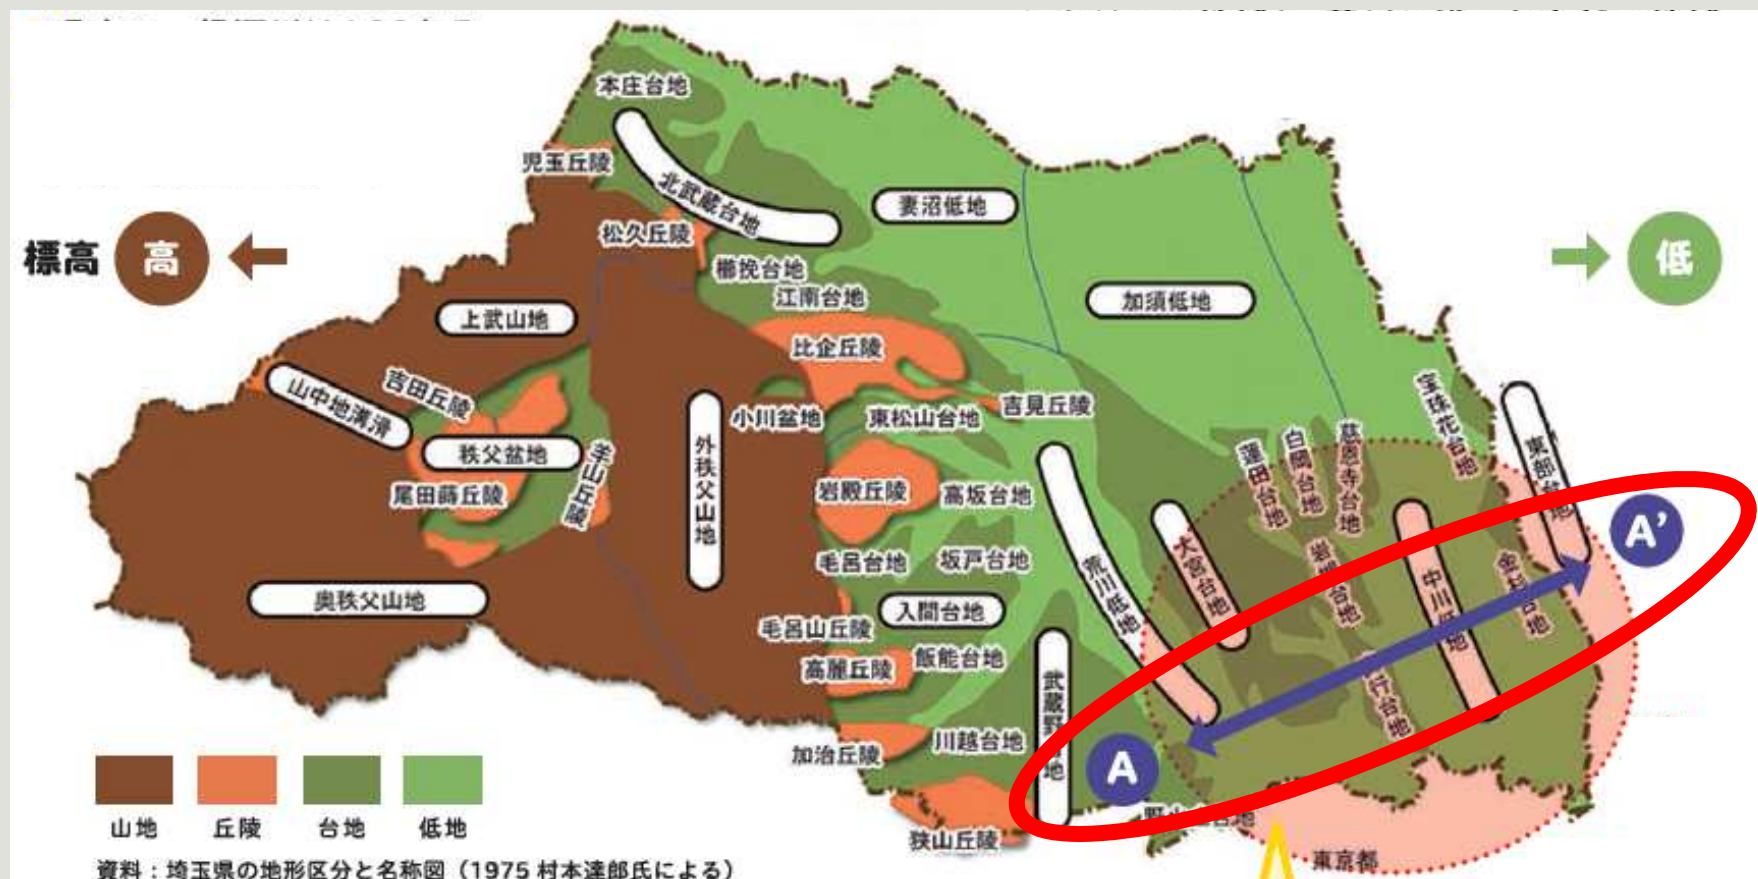 本庄台地
児玉丘陵
北武蔵台地
妻沼低地
松久丘陵
標高
高
低
櫛挽台地
江南台地
加須低地
上武山地
比企丘陵
山中地溝滞
吉田丘陵
小川盆地
東松山台地
吉見丘陵
宝珠花台地
秩父盆地
羊山丘陵
外秩父山地
蓮田台地
白岡台地
慈恩寺台地
東部台地
尾田蒔丘陵
岩殿丘陵
高坂台地
A’
大宮台地
岩槻台地
中川低地
金杉台地
毛呂台地
坂戸台地
荒川低地
奥秩父山地
入間台地
毛呂山丘陵
高麗丘陵
飯能台地
武蔵野台地
加治丘陵
川越台地
A
山地
丘陵
台地
低地
狭山丘陵
東京都
資料：埼玉県の地形区分と名称図（1975 村本達郎氏による）